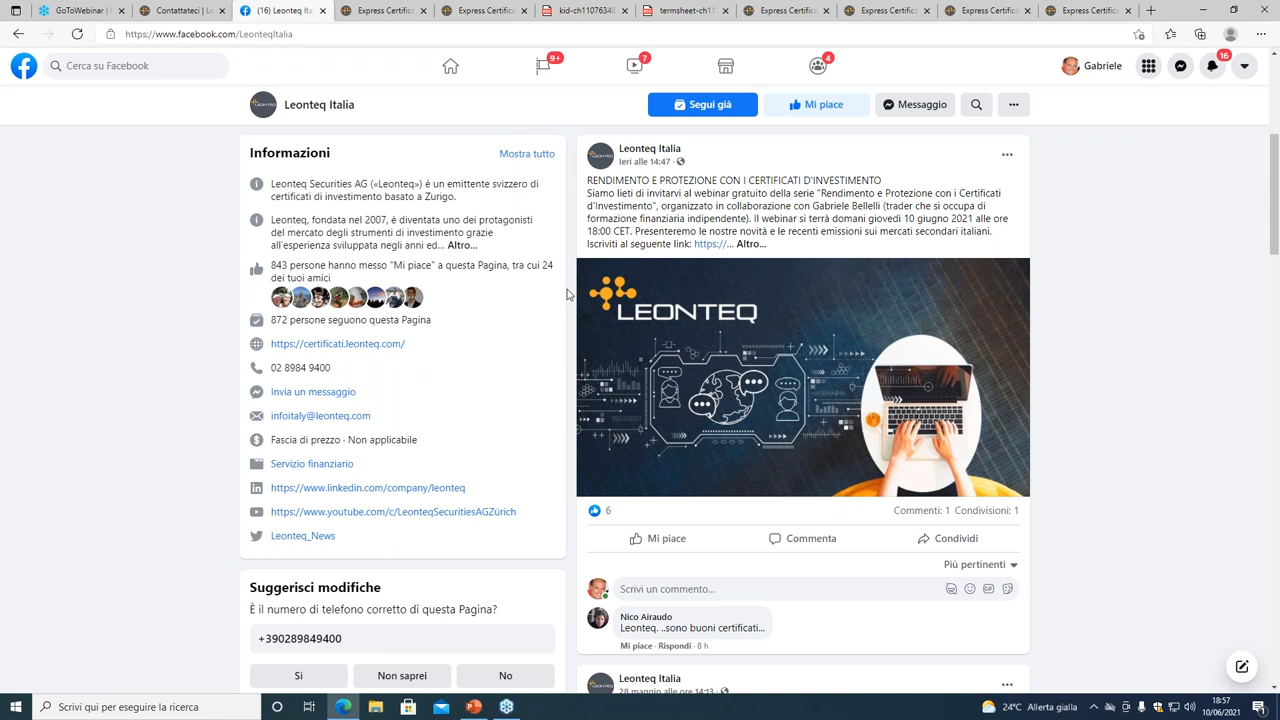 GoToWebinar |
Contattateci | Le
Leonteq Italia |
Express Certific
Express Certific
kid-ch11076348
termsheet-ch1
Express Certific
Express Certific
Express Certific
https://www.facebook.com/LeonteqItalia
Cerca su Facebook
9+
7
4
Gabriele
16
Leonteq Italia
Segui già
Mi piace
Messaggio
Informazioni
Mostra tutto
Leonteq Securities AG («Leonteq») è un emittente svizzero di
certificati di investimento basato a Zurigo.
Leonteq, fondata nel 2007, è diventata uno dei protagonisti
del mercato degli strumenti di investimento grazie
all'esperienza sviluppata negli anni ed... Altro...
843 persone hanno messo "Mi piace" a questa Pagina, tra cui 24
dei tuoi amici
872 persone seguono questa Pagina
https://certificati.leonteq.com/
02 8984 9400
Invia un messaggio
infoitaly@leonteq.com
Fascia di prezzo · Non applicabile
Servizio finanziario
https://www.linkedin.com/company/leonteq
https://www.youtube.com/c/LeonteqSecuritiesAGZürich
Leonteq_News
Suggerisci modifiche
È il numero di telefono corretto di questa Pagina?
+390289849400
Sì
Non saprei
No
Leonteq Italia
Ieri alle 14:47 ·
RENDIMENTO E PROTEZIONE CON I CERTIFICATI D'INVESTIMENTO
Siamo lieti di invitarvi al webinar gratuito della serie "Rendimento e Protezione con i Certificati
d'Investimento", organizzato in collaborazione con Gabriele Bellelli (trader che si occupa di
formazione finanziaria indipendente). Il webinar si terrà domani giovedì 10 giugno 2021 alle ore
18:00 CET. Presenteremo le nostre novità e le recenti emissioni sui mercati secondari italiani.
Iscriviti al seguente link: https://... Altro...
LEONTEQ
6
Commenti: 1 Condivisioni: 1
Mi piace
Commenta
Condividi
Più pertinenti
Scrivi un commento...
Nico Airaudo
Leonteq. ..sono buoni certificati...
Mi piace · Rispondi · 8 h
Leonteq Italia
28 maggio alle ore 14:13 ·
Scrivi qui per eseguire la ricerca
24°C Allerta gialla
18:57
10/06/2021